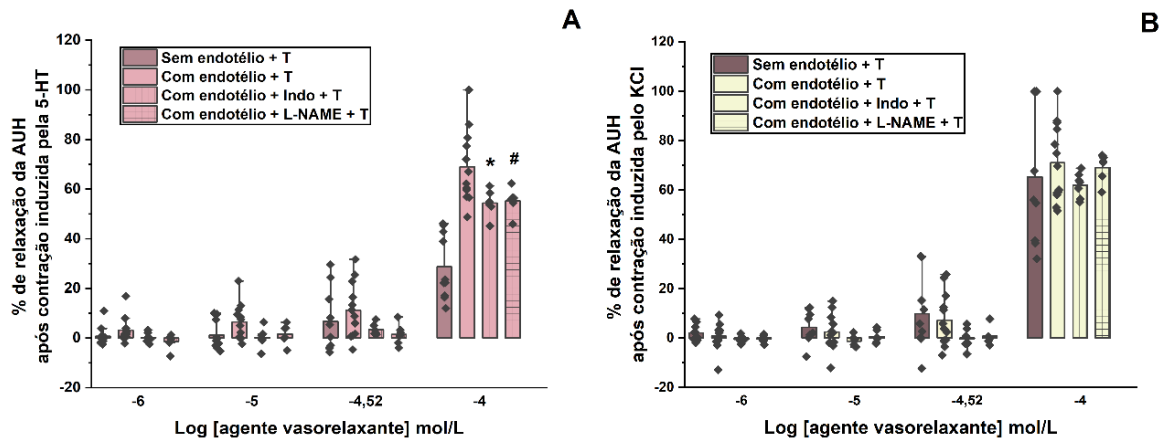 A
% de relaxação da AUH
após contração induzida pela 5-HT
120
100
80
60
40
20
0
-20
Sem endotélio + T
Com endotélio + T
Com endotélio + Indo + T
Com endotélio + L-NAME + T
*
#
-6
-5
-4,52
-4
Log [agente vasorelaxante] mol/L
B
% de relaxação da AUH
após contração induzida pelo KCl
120
100
80
60
40
20
0
-20
Sem endotélio + T
Com endotélio + T
Com endotélio + Indo + T
Com endotélio + L-NAME + T
-6
-5
-4,52
-4
Log [agente vasorelaxante] mol/L